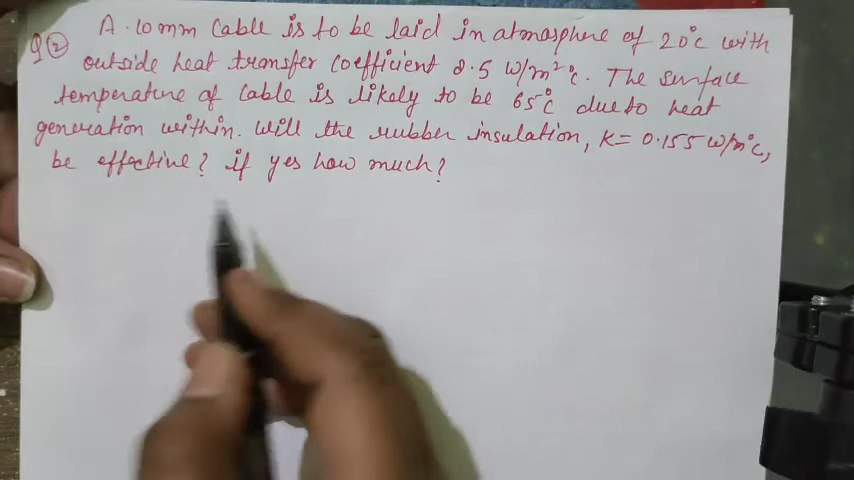 Q② A 10mm Cable is to be laid in atmosphere of 20°c with
outside heat transfer coefficient 8.5 w/m²°c. The surface
temperature of Cable is likely to be 65°c due to heat
generation within. Will the rubber insulation, K= 0.155 w/m°c,
be effective? if yes how much?